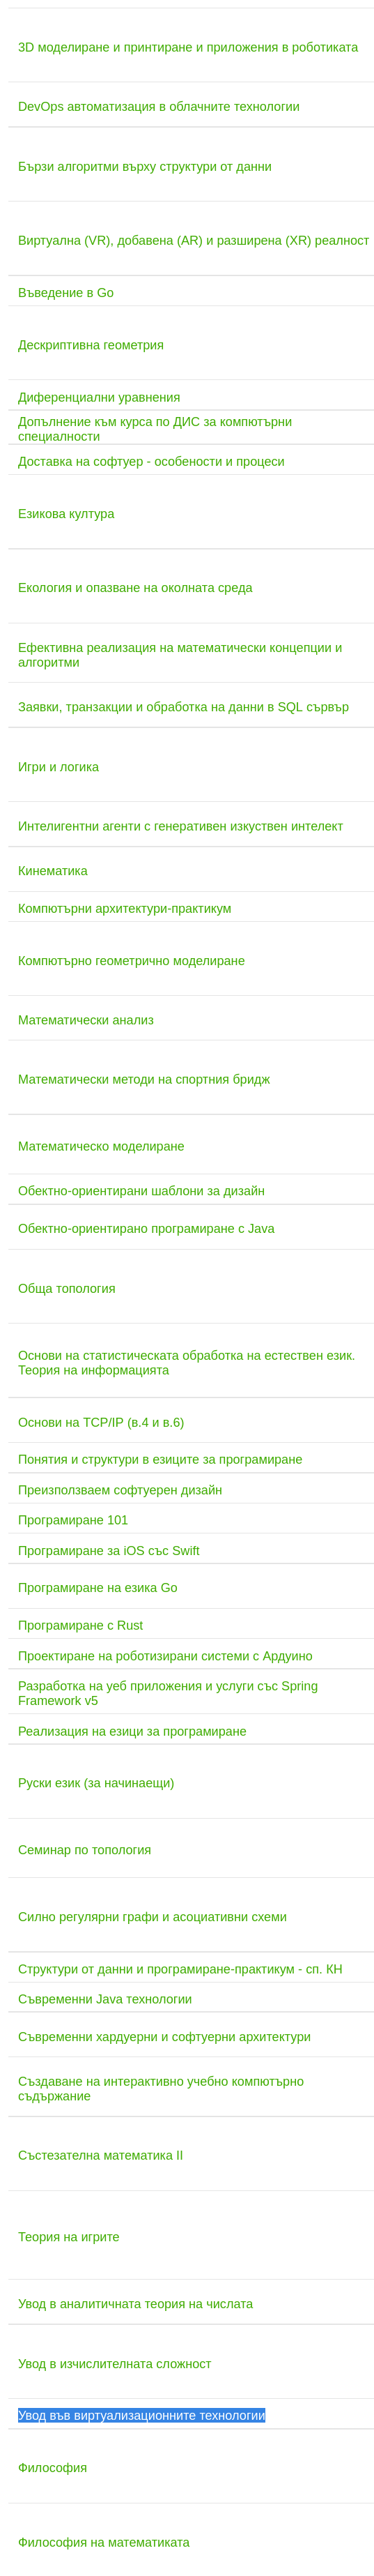 3D моделиране и принтиране и приложения в роботиката
DevOps автоматизация в облачните технологии
Бързи алгоритми върху структури от данни
Виртуална (VR), добавена (AR) и разширена (XR) реалност
Въведение в Go
Дескриптивна геометрия
Диференциални уравнения
Допълнение към курса по ДИС за компютърни
специалности
Доставка на софтуер - особености и процеси
Езикова култура
Екология и опазване на околната среда
Ефективна реализация на математически концепции и
алгоритми
Заявки, транзакции и обработка на данни в SQL сървър
Игри и логика
Интелигентни агенти с генеративен изкуствен интелект
Кинематика
Компютърни архитектури-практикум
Компютърно геометрично моделиране
Математически анализ
Математически методи на спортния бридж
Математическо моделиране
Обектно-ориентирани шаблони за дизайн
Обектно-ориентирано програмиране с Java
Обща топология
Основи на статистическата обработка на естествен език.
Теория на информацията
Основи на TCP/IP (в.4 и в.6)
Понятия и структури в езиците за програмиране
Преизползваем софтуерен дизайн
Програмиране 101
Програмиране за iOS със Swift
Програмиране на езика Go
Програмиране с Rust
Проектиране на роботизирани системи с Ардуино
Разработка на уеб приложения и услуги със Spring
Framework v5
Реализация на езици за програмиране
Руски език (за начинаещи)
Семинар по топология
Силно регулярни графи и асоциативни схеми
Структури от данни и програмиране-практикум - сп. КН
Съвременни Java технологии
Съвременни хардуерни и софтуерни архитектури
Създаване на интерактивно учебно компютърно
съдържание
Състезателна математика II
Теория на игрите
Увод в аналитичната теория на числата
Увод в изчислителната сложност
Увод във виртуализационните технологии
Философия
Философия на математиката